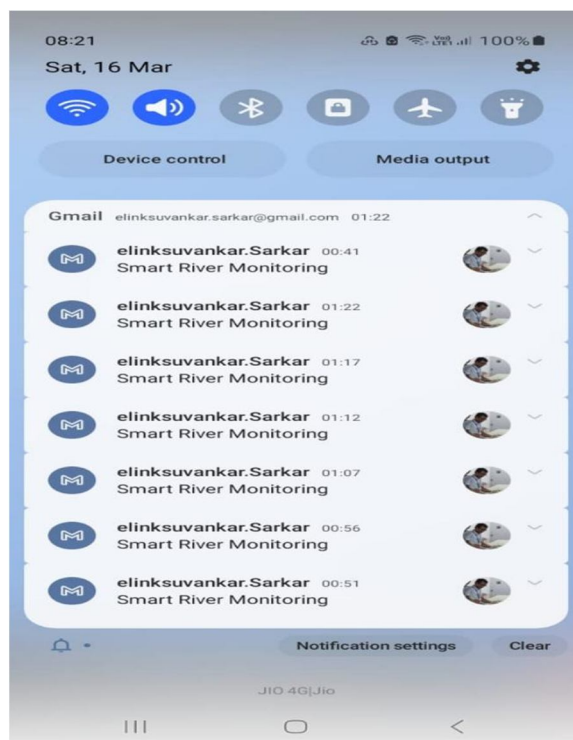 08:21 100%
Sat, 16 Mar
Device control Media output
Gmail elinksuvankar.sarkar@gmail.com 01:22
elinksuvankar.Sarkar 00:41
Smart River Monitoring
elinksuvankar.Sarkar 01:22
Smart River Monitoring
elinksuvankar.Sarkar 01:17
Smart River Monitoring
elinksuvankar.Sarkar 01:12
Smart River Monitoring
elinksuvankar.Sarkar 01:07
Smart River Monitoring
elinksuvankar.Sarkar 00:56
Smart River Monitoring
elinksuvankar.Sarkar 00:51
Smart River Monitoring
Notification settings Clear
JIO 4G|Jio